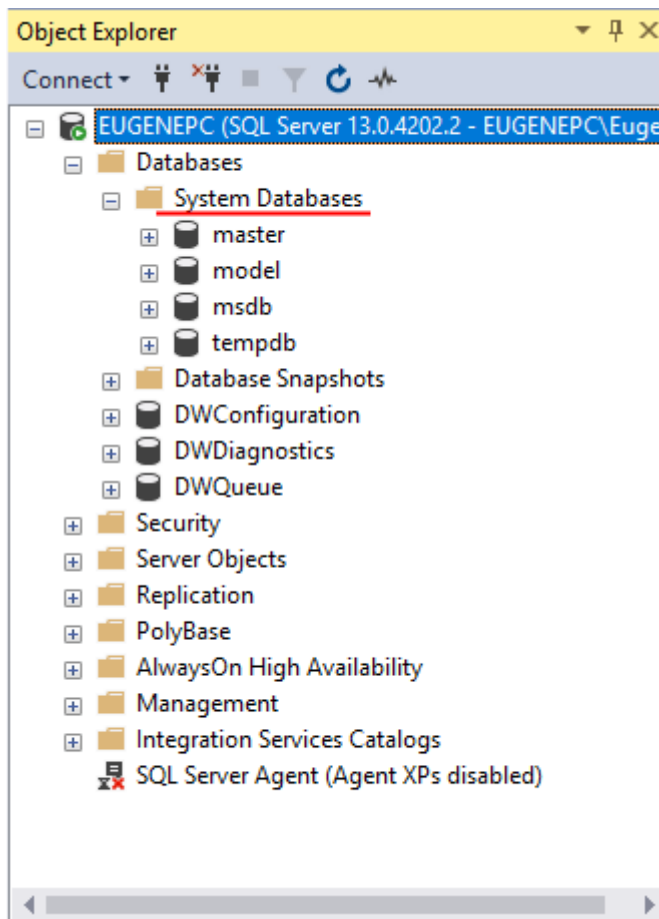 Object Explorer
Connect
EUGENEPC (SQL Server 13.0.4202.2 - EUGENEPC\Euge
Databases
System Databases
master
model
msdb
tempdb
Database Snapshots
DWConfiguration
DWDiagnostics
DWQueue
Security
Server Objects
Replication
PolyBase
AlwaysOn High Availability
Management
Integration Services Catalogs
SQL Server Agent (Agent XPs disabled)